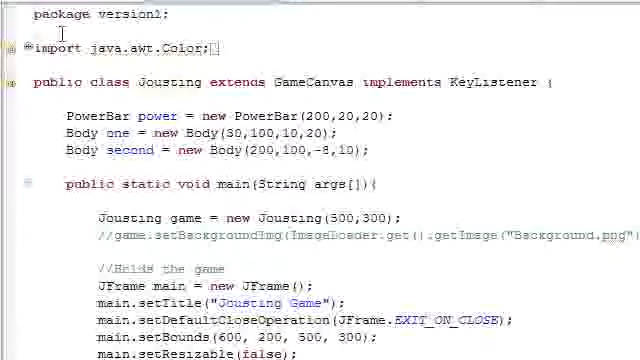 package version1;
import java.awt.Color;
public class Jousting extends GameCanvas implements KeyListener {
PowerBar power = new PowerBar(200,20,20);
Body one = new Body(30,100,10,20);
Body second = new Body(200,100,-8,10);
public static void main(String args[]){
Jousting game = new Jousting(500,300);
//game.setBackgroundImg(ImageLoader.get().getImage("Background.png")
//Holds the game
JFrame main = new JFrame();
main.setTitle("Jousting Game");
main.setDefaultCloseOperation(JFrame.EXIT_ON_CLOSE);
main.setBounds(600, 200, 500, 300);
main.setResizable(false);